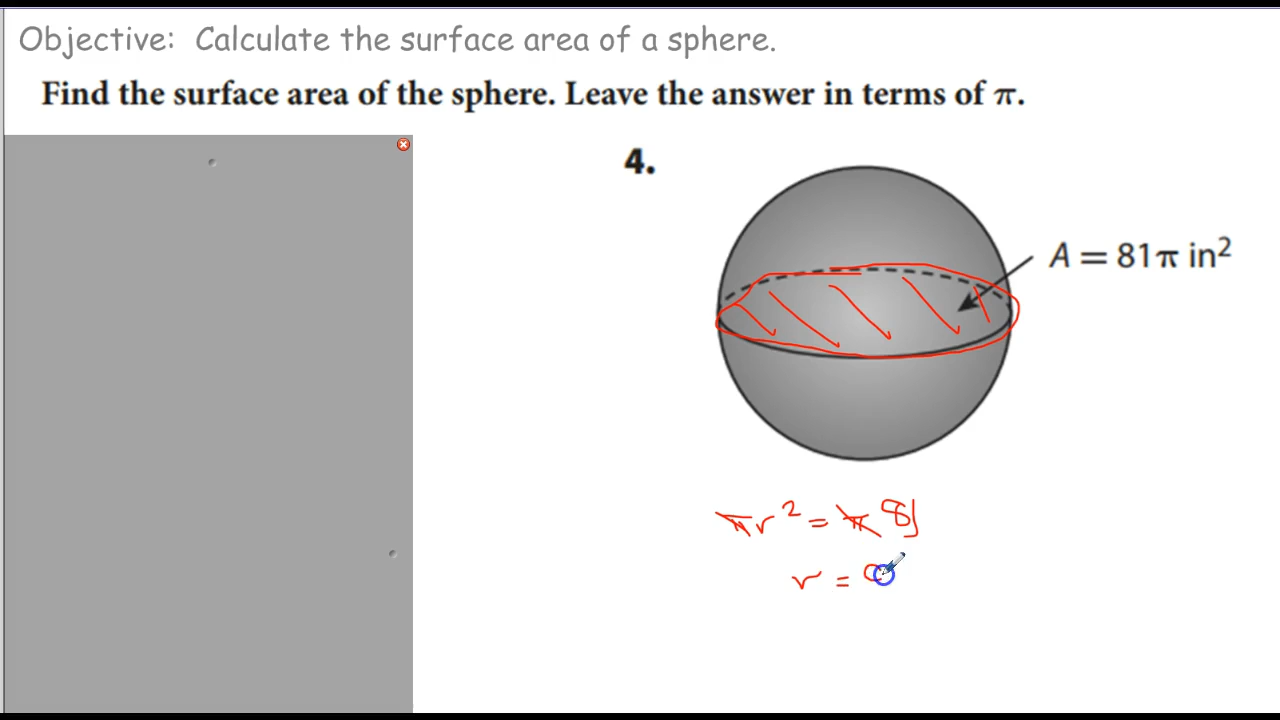 Objective: Calculate the surface area of a sphere.
Find the surface area of the sphere. Leave the answer in terms of π.
4.
A = 81π in²
πr² = π 81
r =